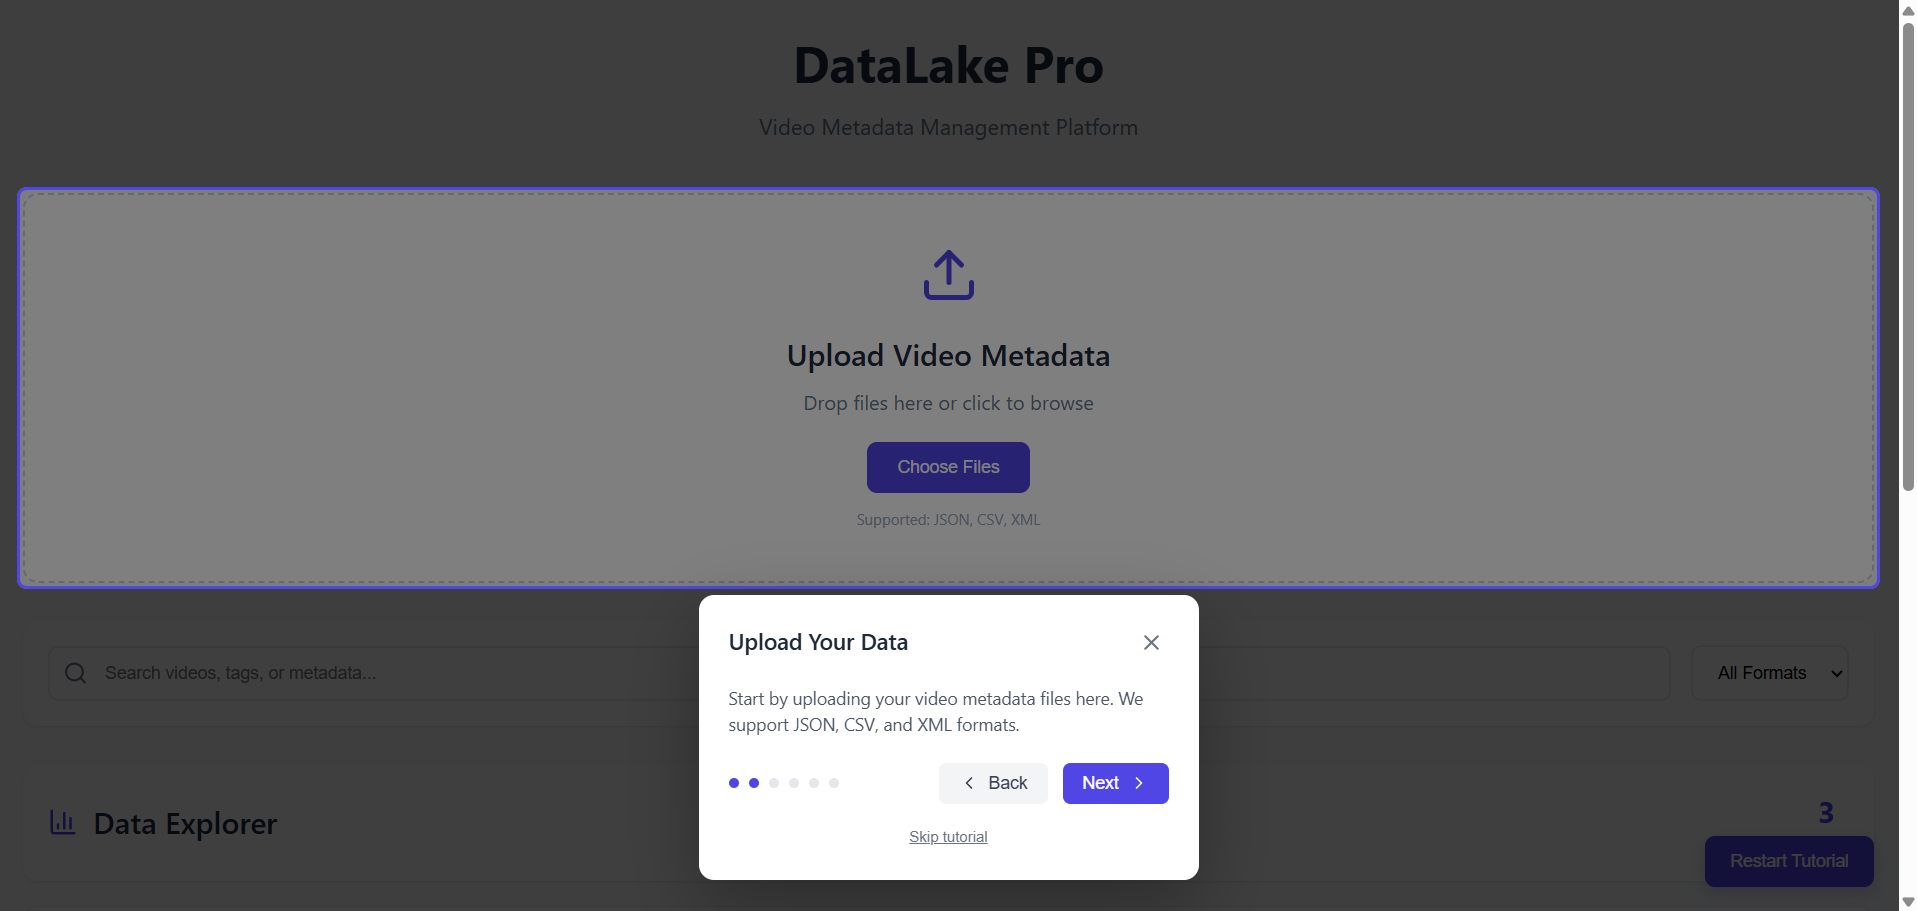 DataLake Pro
Video Metadata Management Platform
Upload Video Metadata
Drop files here or click to browse
Choose Files
Supported: JSON, CSV, XML
Search videos, tags, or metadata...
All Formats
Upload Your Data
Start by uploading your video metadata files here. We
support JSON, CSV, and XML formats.
Back
Next
Skip tutorial
Data Explorer
3
Restart Tutorial